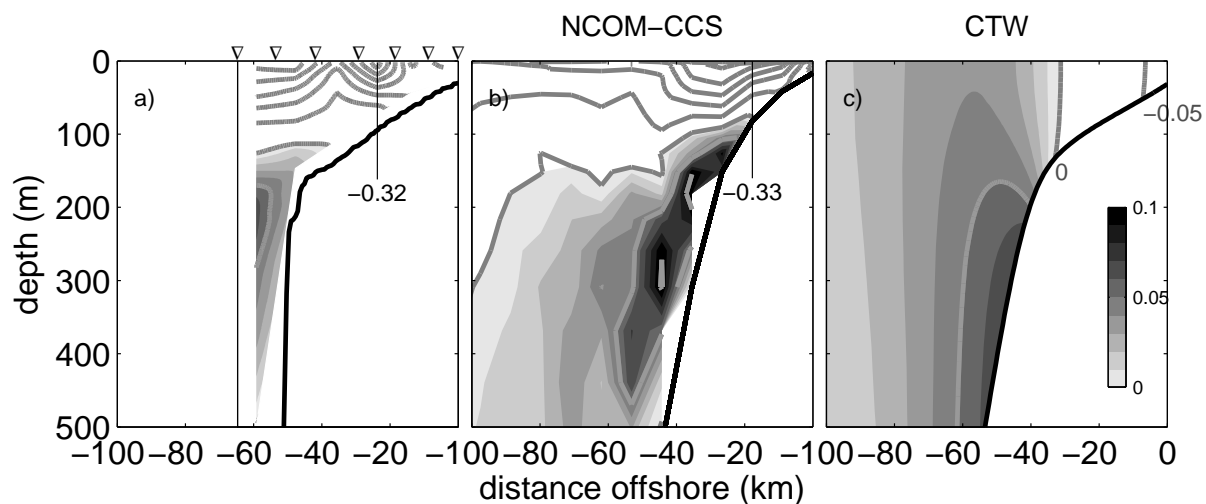 NCOM−CCS
CTW
0
100
200
300
400
500
depth (m)
a)
−0.32
b)
−0.33
c)
−0.05
0
0.1
0.05
0
−100 −80 −60 −40 −20
−100 −80 −60 −40 −20
−100 −80 −60 −40 −20 0
distance offshore (km)